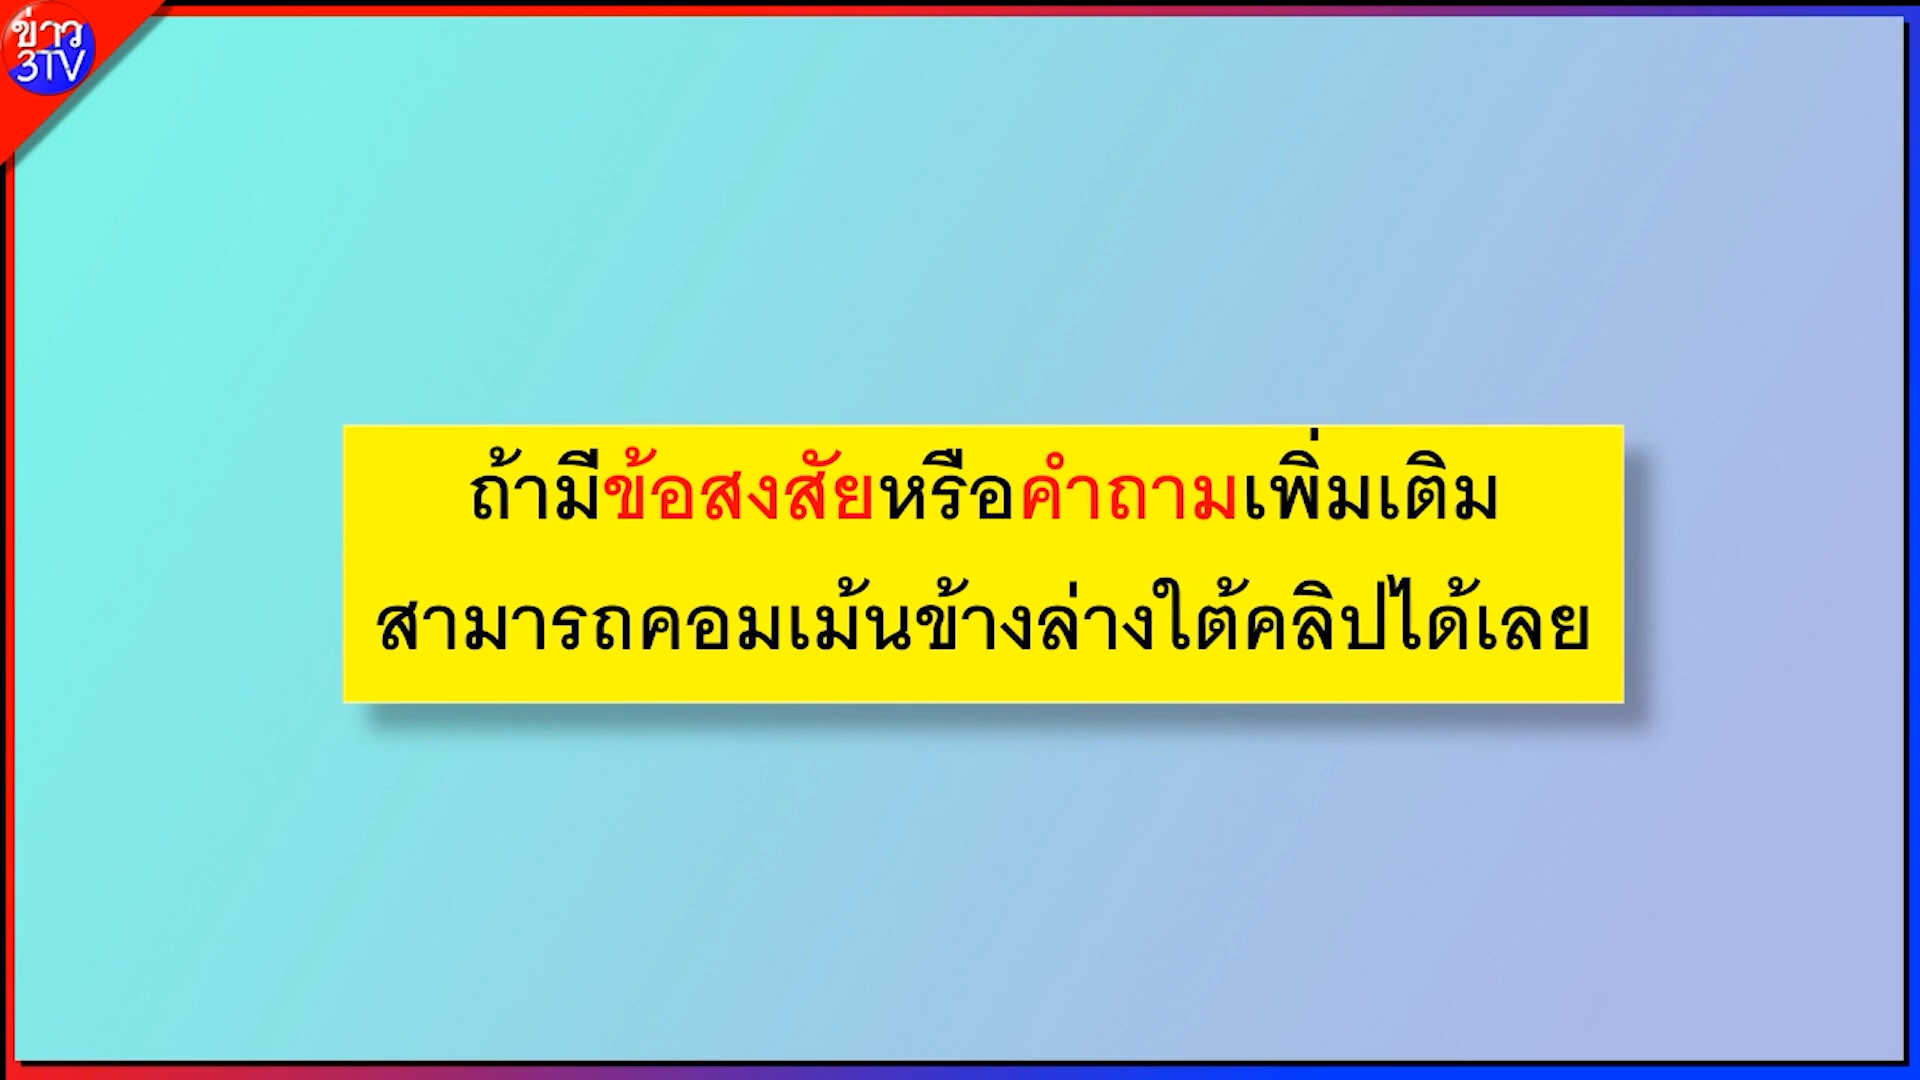 ข่าว
3TV
ถ้ามีข้อสงสัยหรือคำถามเพิ่มเติม
สามารถคอมเม้นข้างล่างใต้คลิปได้เลย